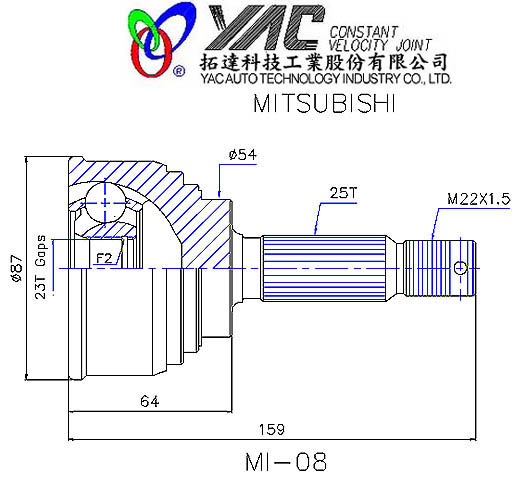 YAC CONSTANT
VELOCITY JOINT
®
拓達科技工業股份有限公司
YAC AUTO TECHNOLOGY INDUSTRY CO., LTD.
MITSUBISHI
ø54
25T
M22X1.5
ø87
23T Gaps
F2
64
159
MI-08